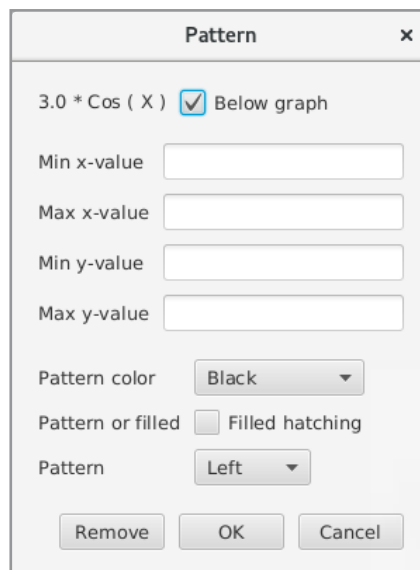 Pattern
3.0 * Cos ( X ) Below graph
Min x-value
Max x-value
Min y-value
Max y-value
Pattern color Black
Pattern or filled Filled hatching
Pattern Left
Remove OK Cancel